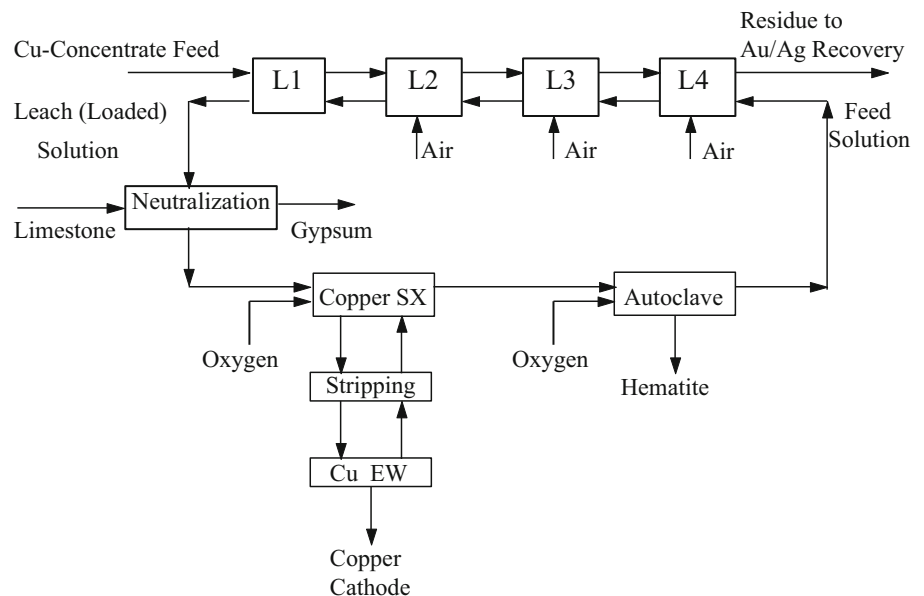 Residue to
Au/Ag Recovery
Cu-Concentrate Feed
L1
L2
L3
L4
Leach (Loaded)
Solution
Feed
Solution
Air
Air
Air
Neutralization
Limestone
Gypsum
Copper SX
Autoclave
Oxygen
Oxygen
Stripping
Hematite
Cu EW
Copper
Cathode